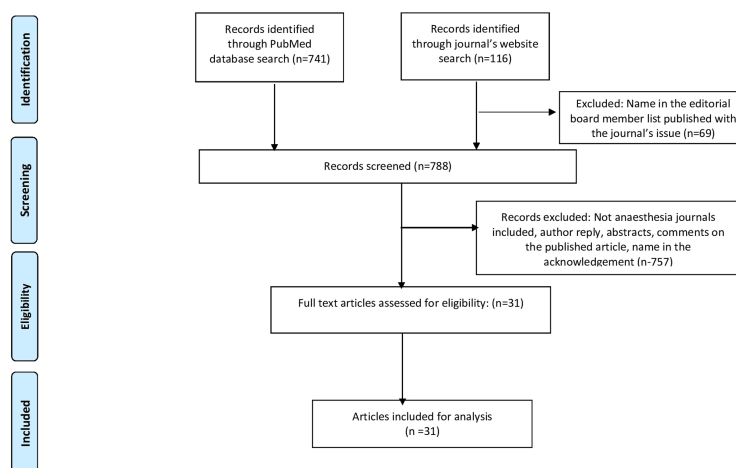 Identification
Records identified
through PubMed
database search (n=741)
Records identified
through journal's website
search (n=116)
Excluded: Name in the editorial
board member list published with
the journal's issue (n=69)
Screening
Records screened (n=788)
Records excluded: Not anaesthesia journals
included, author reply, abstracts, comments on
the published article, name in the
acknowledgement (n-757)
Eligibility
Full text articles assessed for eligibility: (n=31)
Included
Articles included for analysis
(n =31)